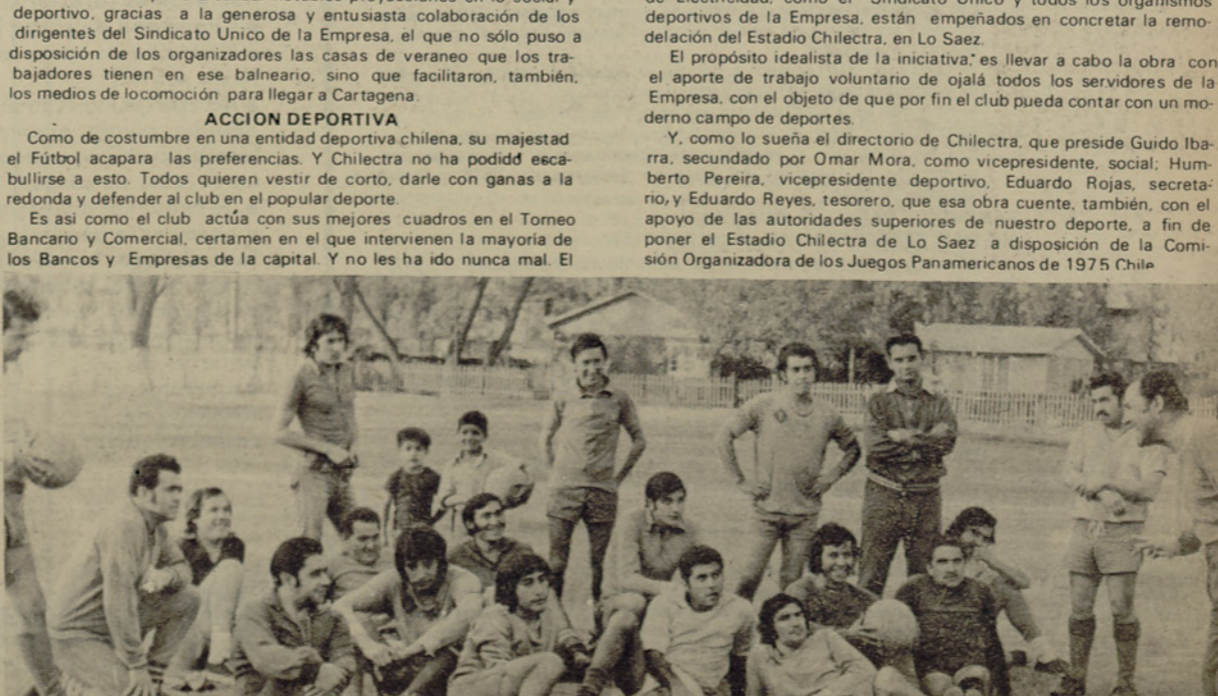 deportivo, gracias a la generosa y entusiasta colaboración de los
dirigentes del Sindicato Unico de la Empresa, el que no sólo puso a
disposición de los organizadores las casas de veraneo que los tra-
bajadores tienen en ese balneario, sino que facilitaron, también,
los medios de locomoción para llegar a Cartagena.
ACCION DEPORTIVA
Como de costumbre en una entidad deportiva chilena, su majestad
el Fútbol acapara las preferencias. Y Chilectra no ha podido esca-
bullirse a esto. Todos quieren vestir de corto, darle con ganas a la
redonda y defender al club en el popular deporte.
Es asi como el club actúa con sus mejores cuadros en el Torneo
Bancario y Comercial, certamen en el que intervienen la mayoría de
los Bancos y Empresas de la capital. Y no les ha ido nunca mal. El
de Electricidad, como el Sindicato Unico y todos los organismos
deportivos de la Empresa, están empeñados en concretar la remo-
delación del Estadio Chilectra, en Lo Saez.
El propósito idealista de la iniciativa, es llevar a cabo la obra con
el aporte de trabajo voluntario de ojalá todos los servidores de la
Empresa, con el objeto de que por fin el club pueda contar con un mo-
derno campo de deportes.
Y, como lo sueña el directorio de Chilectra, que preside Guido Iba-
rra, secundado por Omar Mora, como vicepresidente, social; Hum-
berto Pereira, vicepresidente deportivo, Eduardo Rojas, secreta-
rio, y Eduardo Reyes, tesorero, que esa obra cuente, también, con el
apoyo de las autoridades superiores de nuestro deporte, a fin de
poner el Estadio Chilectra de Lo Saez a disposición de la Comi-
sión Organizadora de los Juegos Panamericanos de 1975 Chile